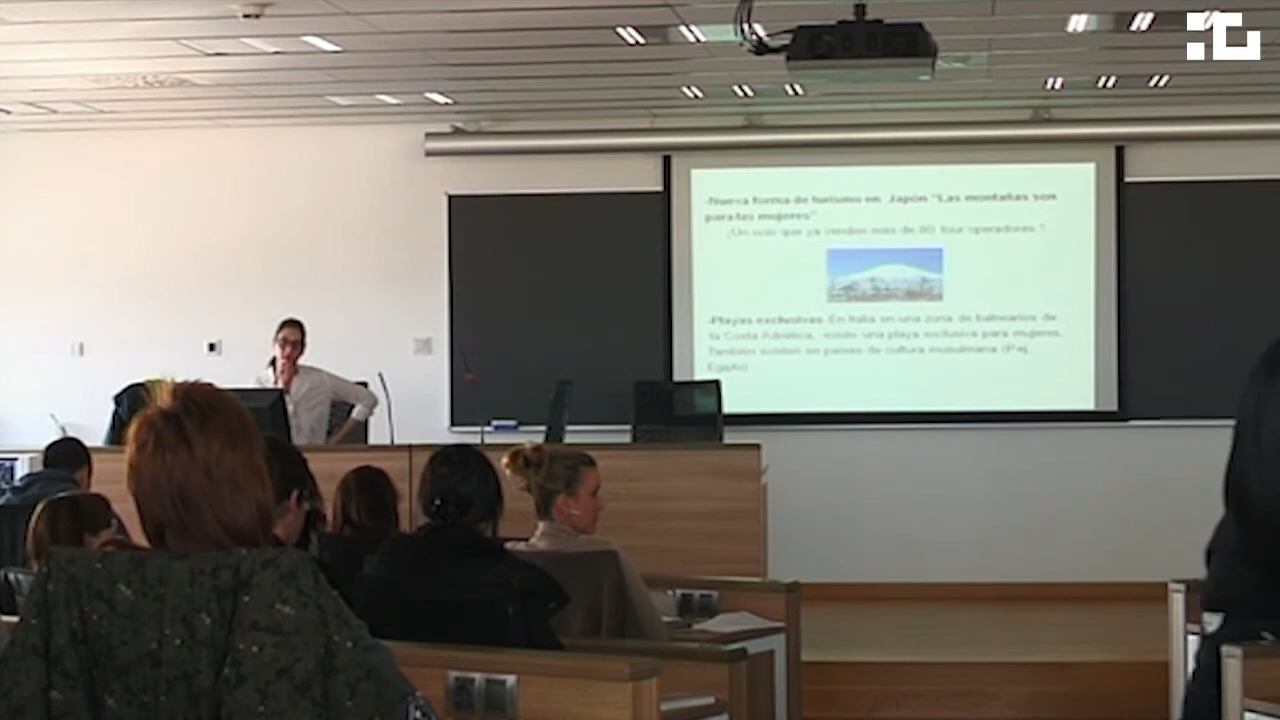 -Nueva forma de turismo en Japón "Las montañas son
para las mujeres"
¡Un ocio que ya venden más de 80 tour operadores !
-Playas exclusivas. En Italia en una zona de balnearios de
la Costa Adriática, existe una playa exclusiva para mujeres.
También existen en países de cultura musulmana (P.ej.
Egipto)